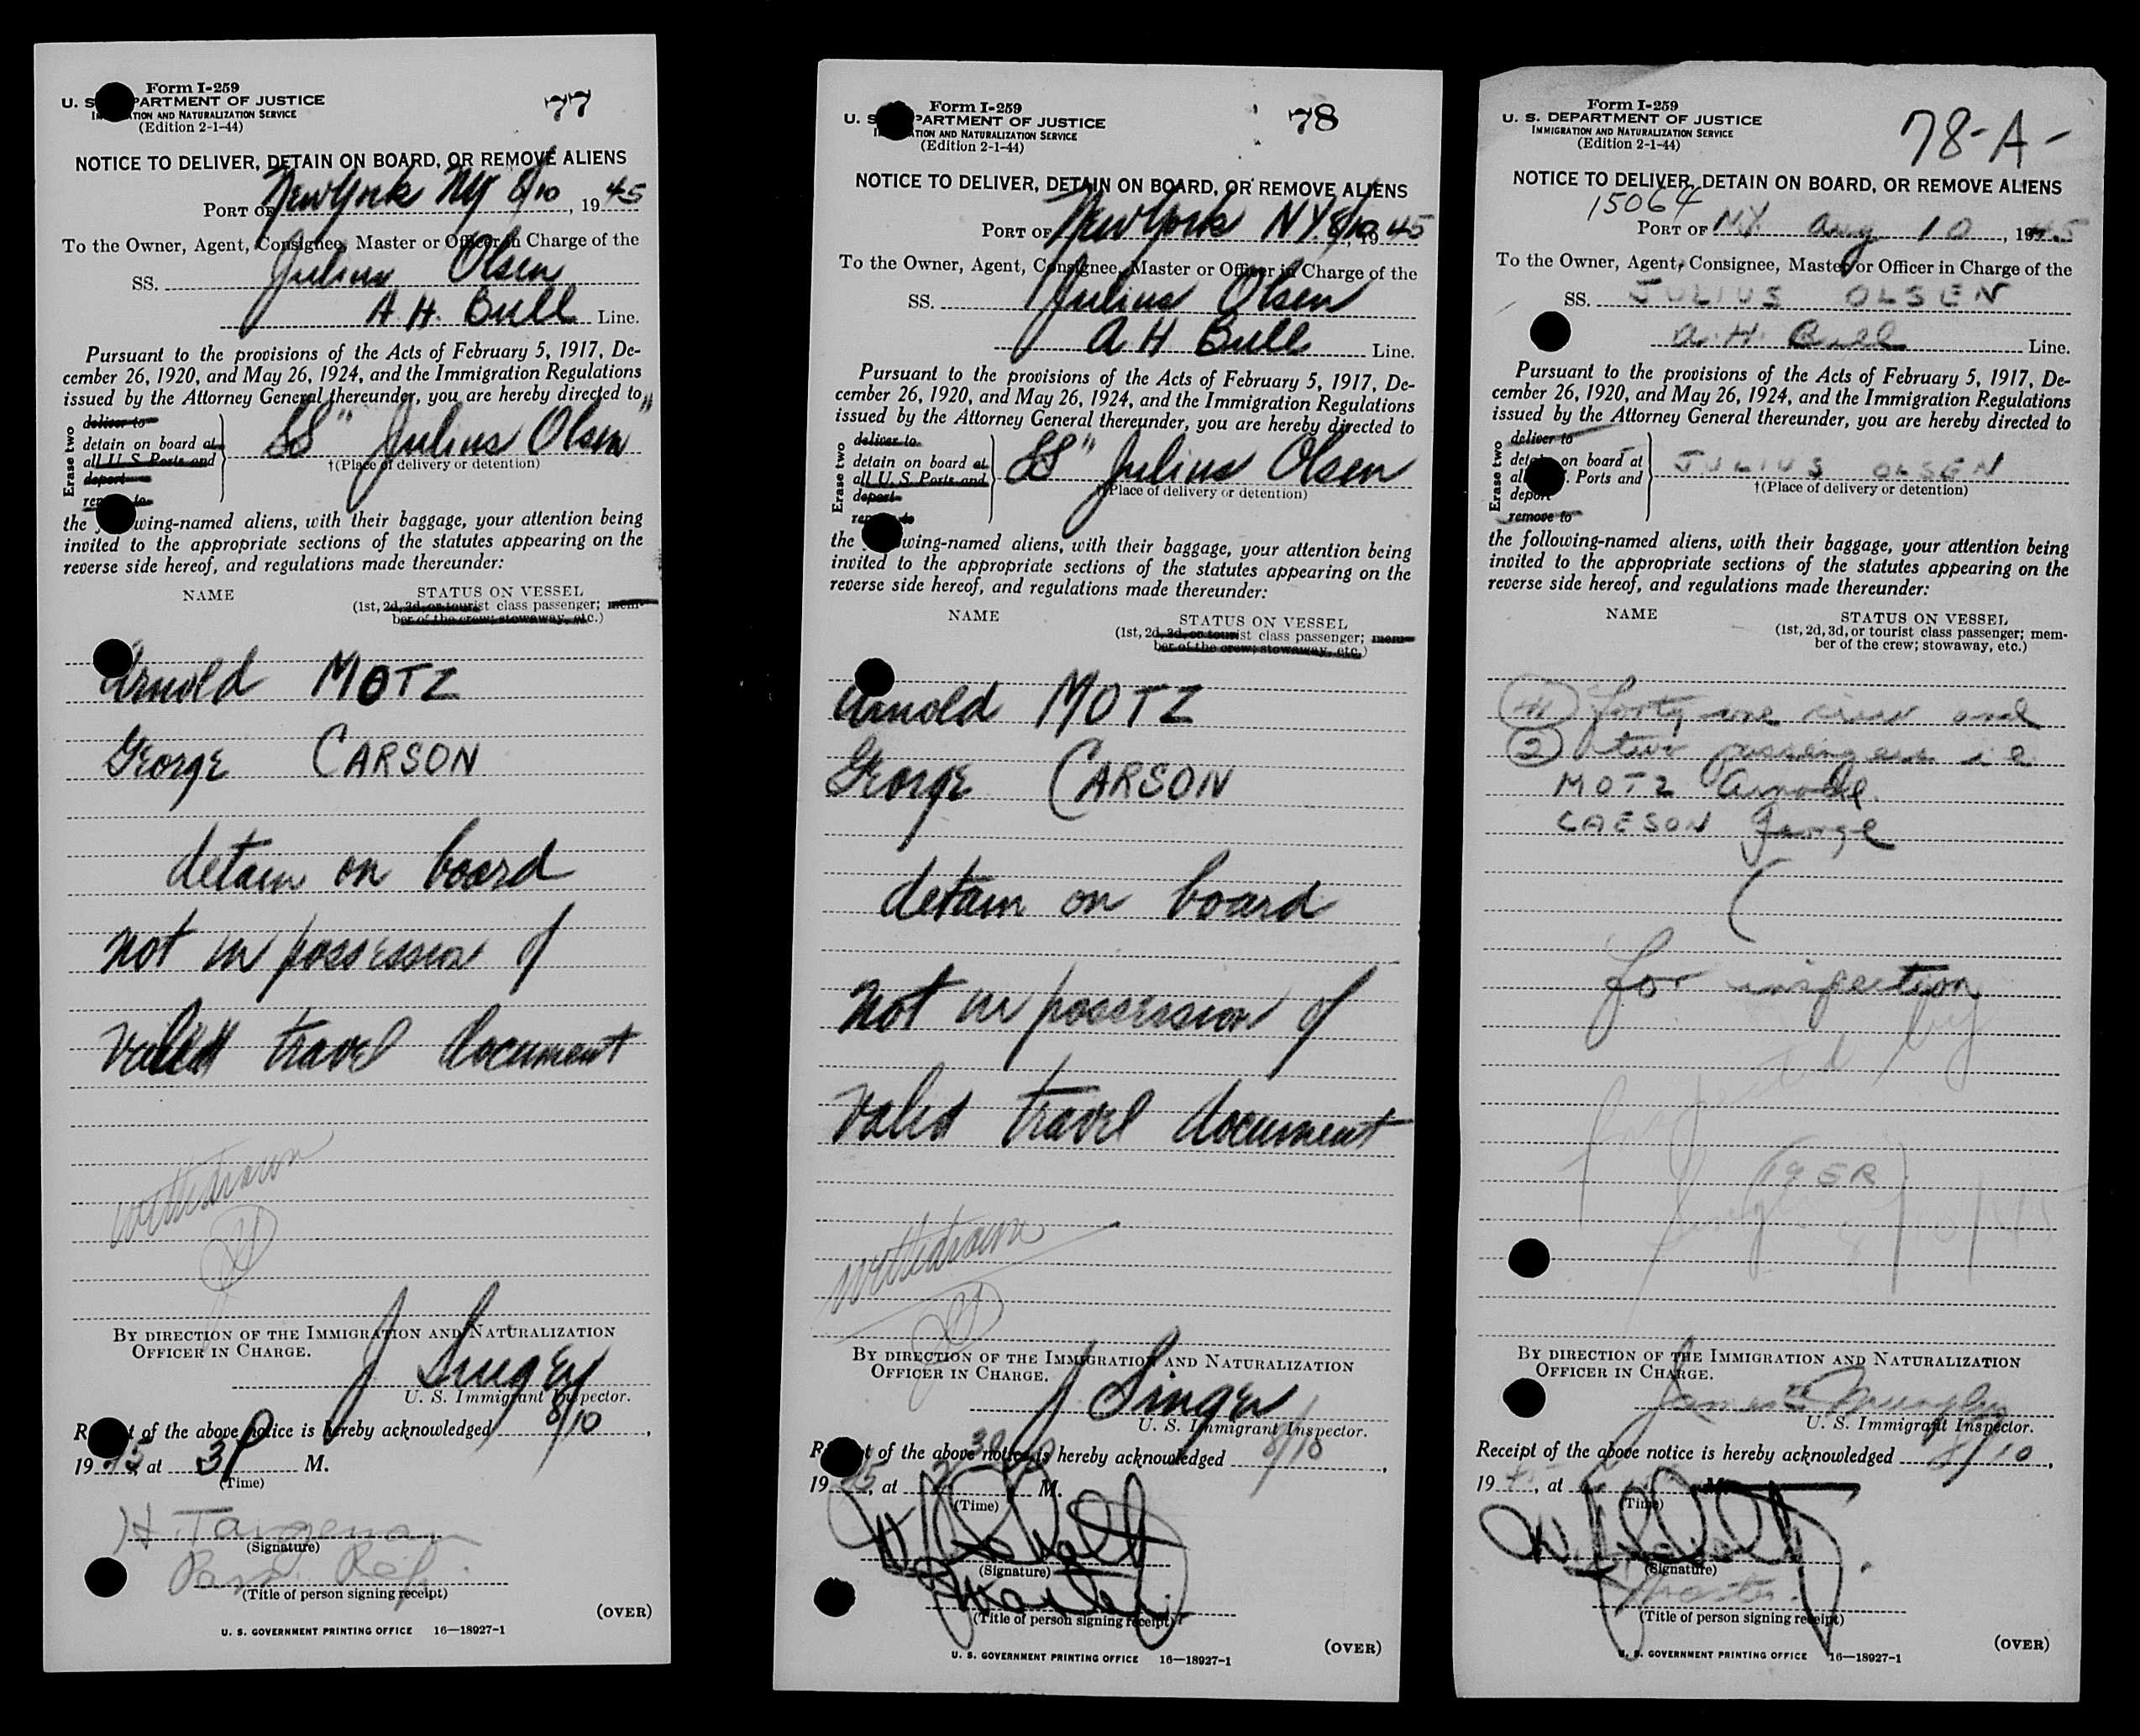 Form I-259
U. S. DEPARTMENT OF JUSTICE
IMMIGRATION AND NATURALIZATION SERVICE
(Edition 2-1-44)
77
NOTICE TO DELIVER, DETAIN ON BOARD, OR REMOVE ALIENS
PORT OF New York NY 8/10, 1945
To the Owner, Agent, Consignee, Master or Officer in Charge of the
SS. Julius Olsen
A. H. Bull Line.
Pursuant to the provisions of the Acts of February 5, 1917, De-
cember 26, 1920, and May 26, 1924, and the Immigration Regulations
issued by the Attorney General thereunder, you are hereby directed to
Erase two
deliver to
detain on board at
all U. S. Ports and
deport
remove to
SS "Julius Olsen"
†(Place of delivery or detention)
the following-named aliens, with their baggage, your attention being
invited to the appropriate sections of the statutes appearing on the
reverse side hereof, and regulations made thereunder:
NAME
STATUS ON VESSEL
(1st, 2d, 3d, or tourist class passenger; mem-
ber of the crew; stowaway, etc.)
Arnold MOTZ
George CARSON
detain on board
not in possession of
valid travel document
withdrawn
BY DIRECTION OF THE IMMIGRATION AND NATURALIZATION
OFFICER IN CHARGE.
J Singer
U. S. Immigrant Inspector.
Receipt of the above notice is hereby acknowledged 8/10,
1945, at 3 P M.
(Time)
H.
(Signature)
(Title of person signing receipt)
(OVER)
U. S. GOVERNMENT PRINTING OFFICE 16—18927-1
Form I-259
U. S. DEPARTMENT OF JUSTICE
IMMIGRATION AND NATURALIZATION SERVICE
(Edition 2-1-44)
78
NOTICE TO DELIVER, DETAIN ON BOARD, OR REMOVE ALIENS
PORT OF New York NY. 8/10, 1945
To the Owner, Agent, Consignee, Master or Officer in Charge of the
SS. Julius Olsen
A H Bull Line.
Pursuant to the provisions of the Acts of February 5, 1917, De-
cember 26, 1920, and May 26, 1924, and the Immigration Regulations
issued by the Attorney General thereunder, you are hereby directed to
Erase two
deliver to
detain on board at
all U. S. Ports and
deport
remove to
SS "Julius Olsen
†(Place of delivery or detention)
the following-named aliens, with their baggage, your attention being
invited to the appropriate sections of the statutes appearing on the
reverse side hereof, and regulations made thereunder:
NAME
STATUS ON VESSEL
(1st, 2d, 3d, or tourist class passenger; mem-
ber of the crew; stowaway, etc.)
Arnold MOTZ
George CARSON
detain on board
not in possession of
valid travel document
withdrawn
BY DIRECTION OF THE IMMIGRATION AND NATURALIZATION
OFFICER IN CHARGE.
J Singer
U. S. Immigrant Inspector.
Receipt of the above notice is hereby acknowledged 8/10,
1945, at M.
(Time)
(Signature)
Master
(Title of person signing receipt)
(OVER)
U. S. GOVERNMENT PRINTING OFFICE 16—18927-1
Form I-259
U. S. DEPARTMENT OF JUSTICE
IMMIGRATION AND NATURALIZATION SERVICE
(Edition 2-1-44)
78-A-
NOTICE TO DELIVER, DETAIN ON BOARD, OR REMOVE ALIENS
15064
PORT OF N.Y. Aug 10, 1945
To the Owner, Agent, Consignee, Master or Officer in Charge of the
SS. JULIUS OLSEN
A. H. Bull Line.
Pursuant to the provisions of the Acts of February 5, 1917, De-
cember 26, 1920, and May 26, 1924, and the Immigration Regulations
issued by the Attorney General thereunder, you are hereby directed to
Erase two
deliver to
detain on board at
all U. S. Ports and
deport
remove to
JULIUS OLSEN
†(Place of delivery or detention)
the following-named aliens, with their baggage, your attention being
invited to the appropriate sections of the statutes appearing on the
reverse side hereof, and regulations made thereunder:
NAME
STATUS ON VESSEL
(1st, 2d, 3d, or tourist class passenger; mem-
ber of the crew; stowaway, etc.)
(41) forty one crew and
(2) two passengers i e
MOTZ Arnold.
CARSON George
for inspection
Inspected by
8/10/45
BY DIRECTION OF THE IMMIGRATION AND NATURALIZATION
OFFICER IN CHARGE.
James
U. S. Immigrant Inspector.
Receipt of the above notice is hereby acknowledged 8/10,
1945, at M.
(Time)
(Signature)
Master
(Title of person signing receipt)
(OVER)
U. S. GOVERNMENT PRINTING OFFICE 16—18927-1